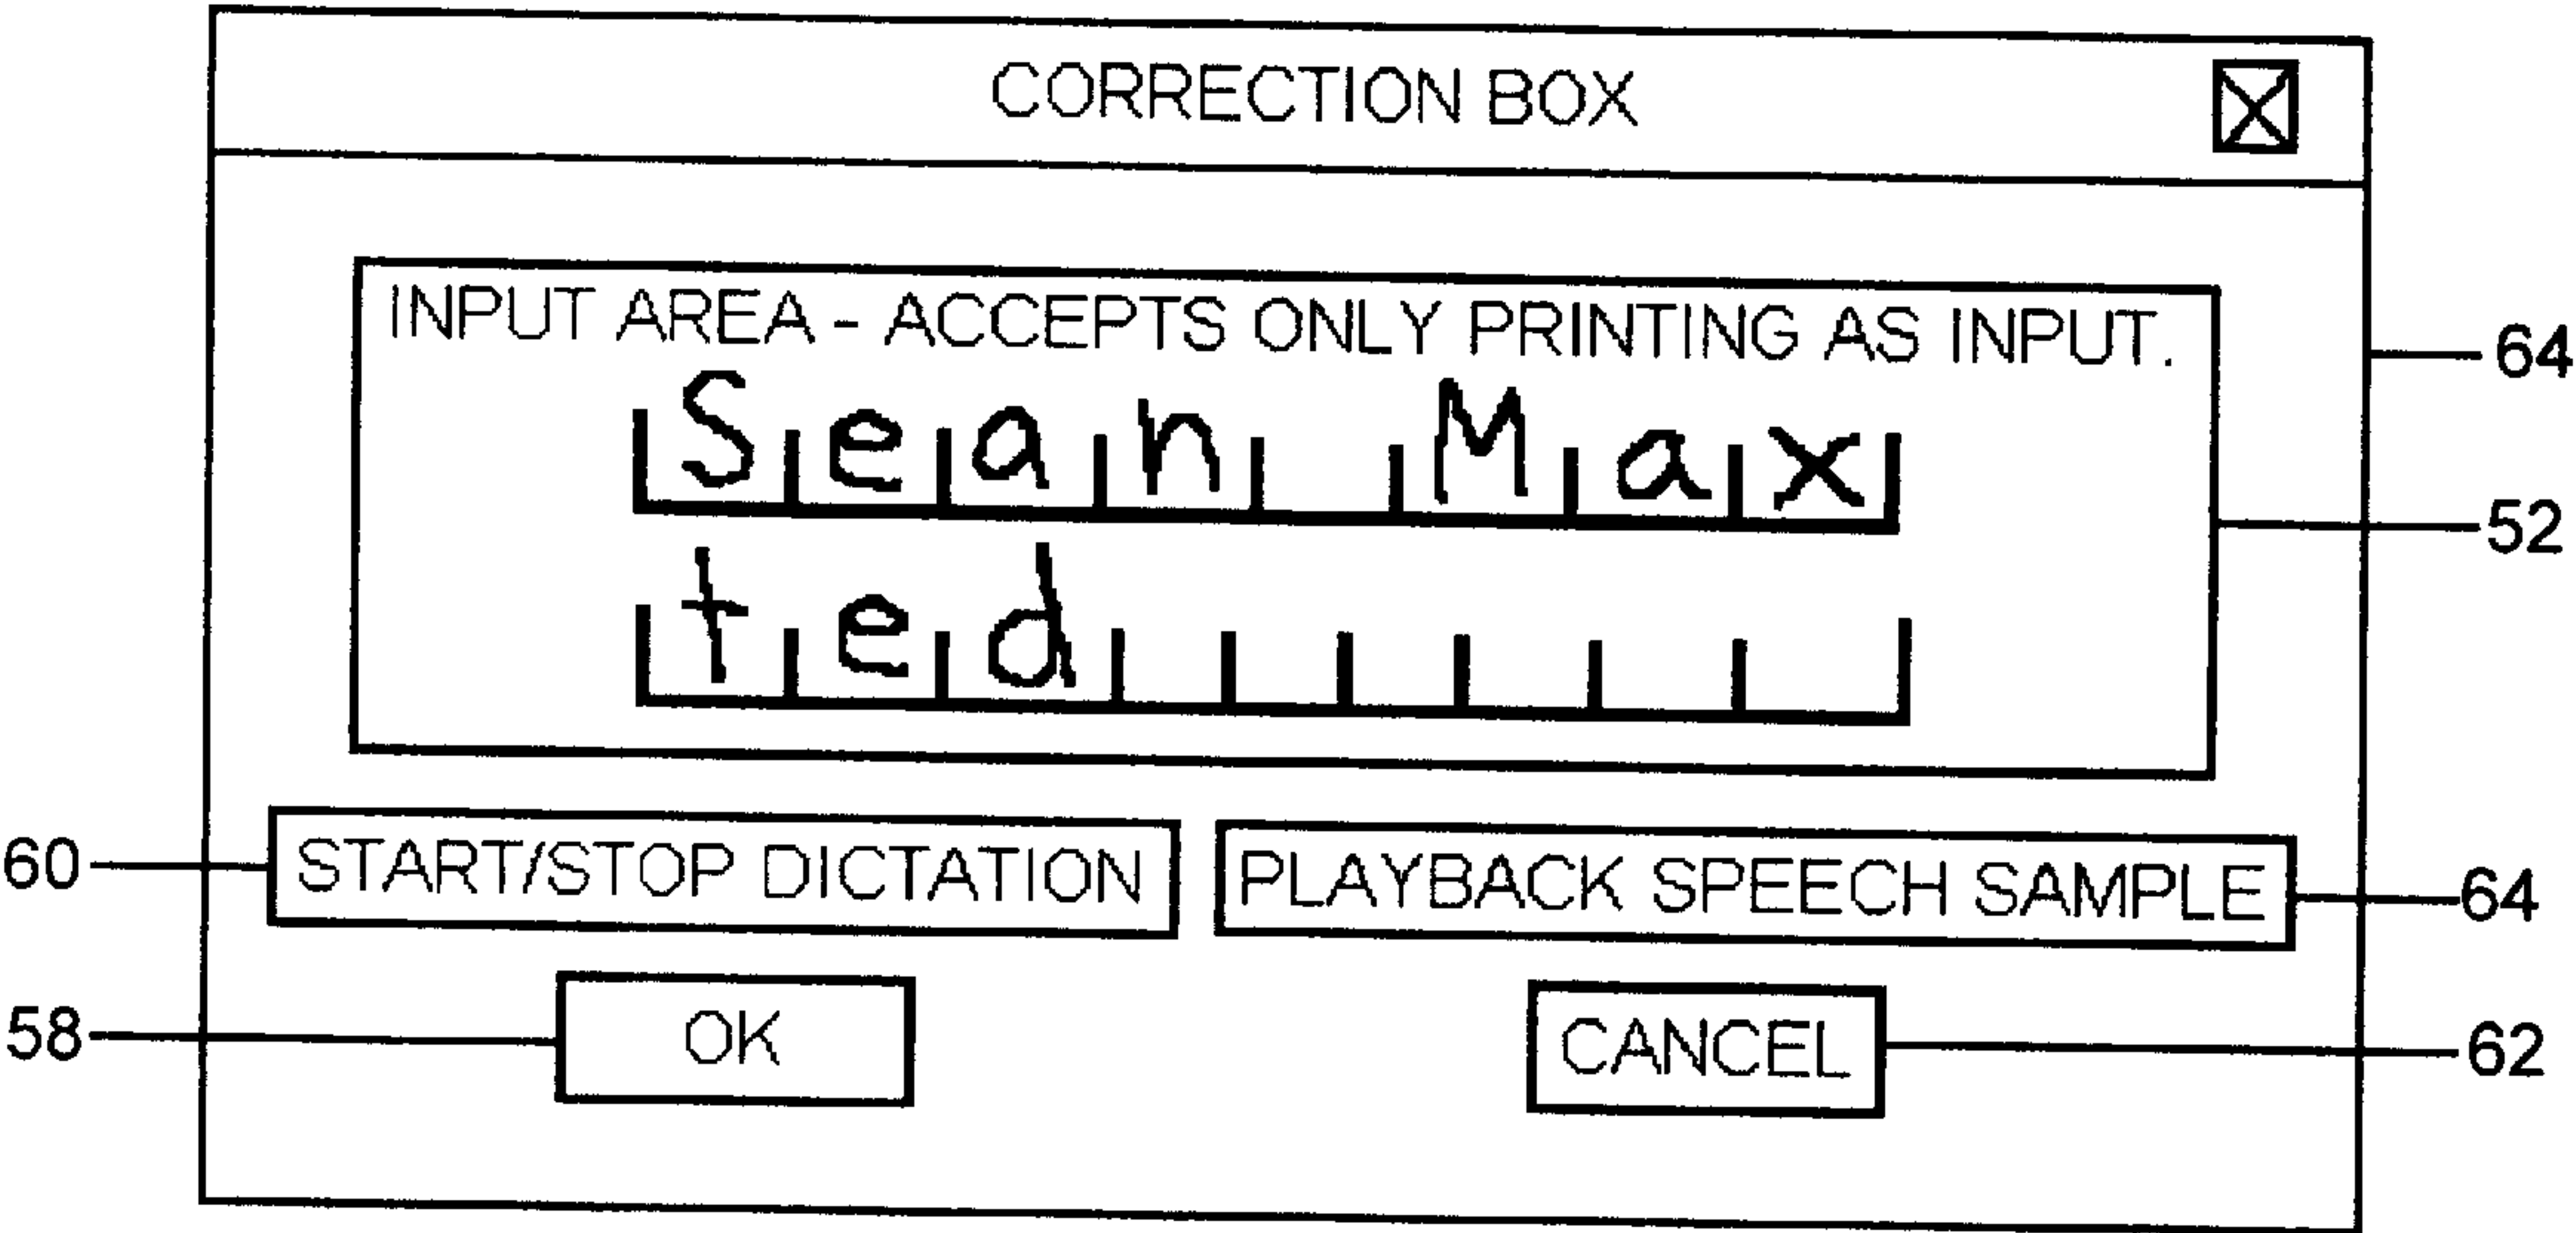 CORRECTION BOX
INPUT AREA - ACCEPTS ONLY PRINTING AS INPUT.
Sean Max
ted
64
52
60 START/STOP DICTATION PLAYBACK SPEECH SAMPLE 64
58 OK CANCEL 62